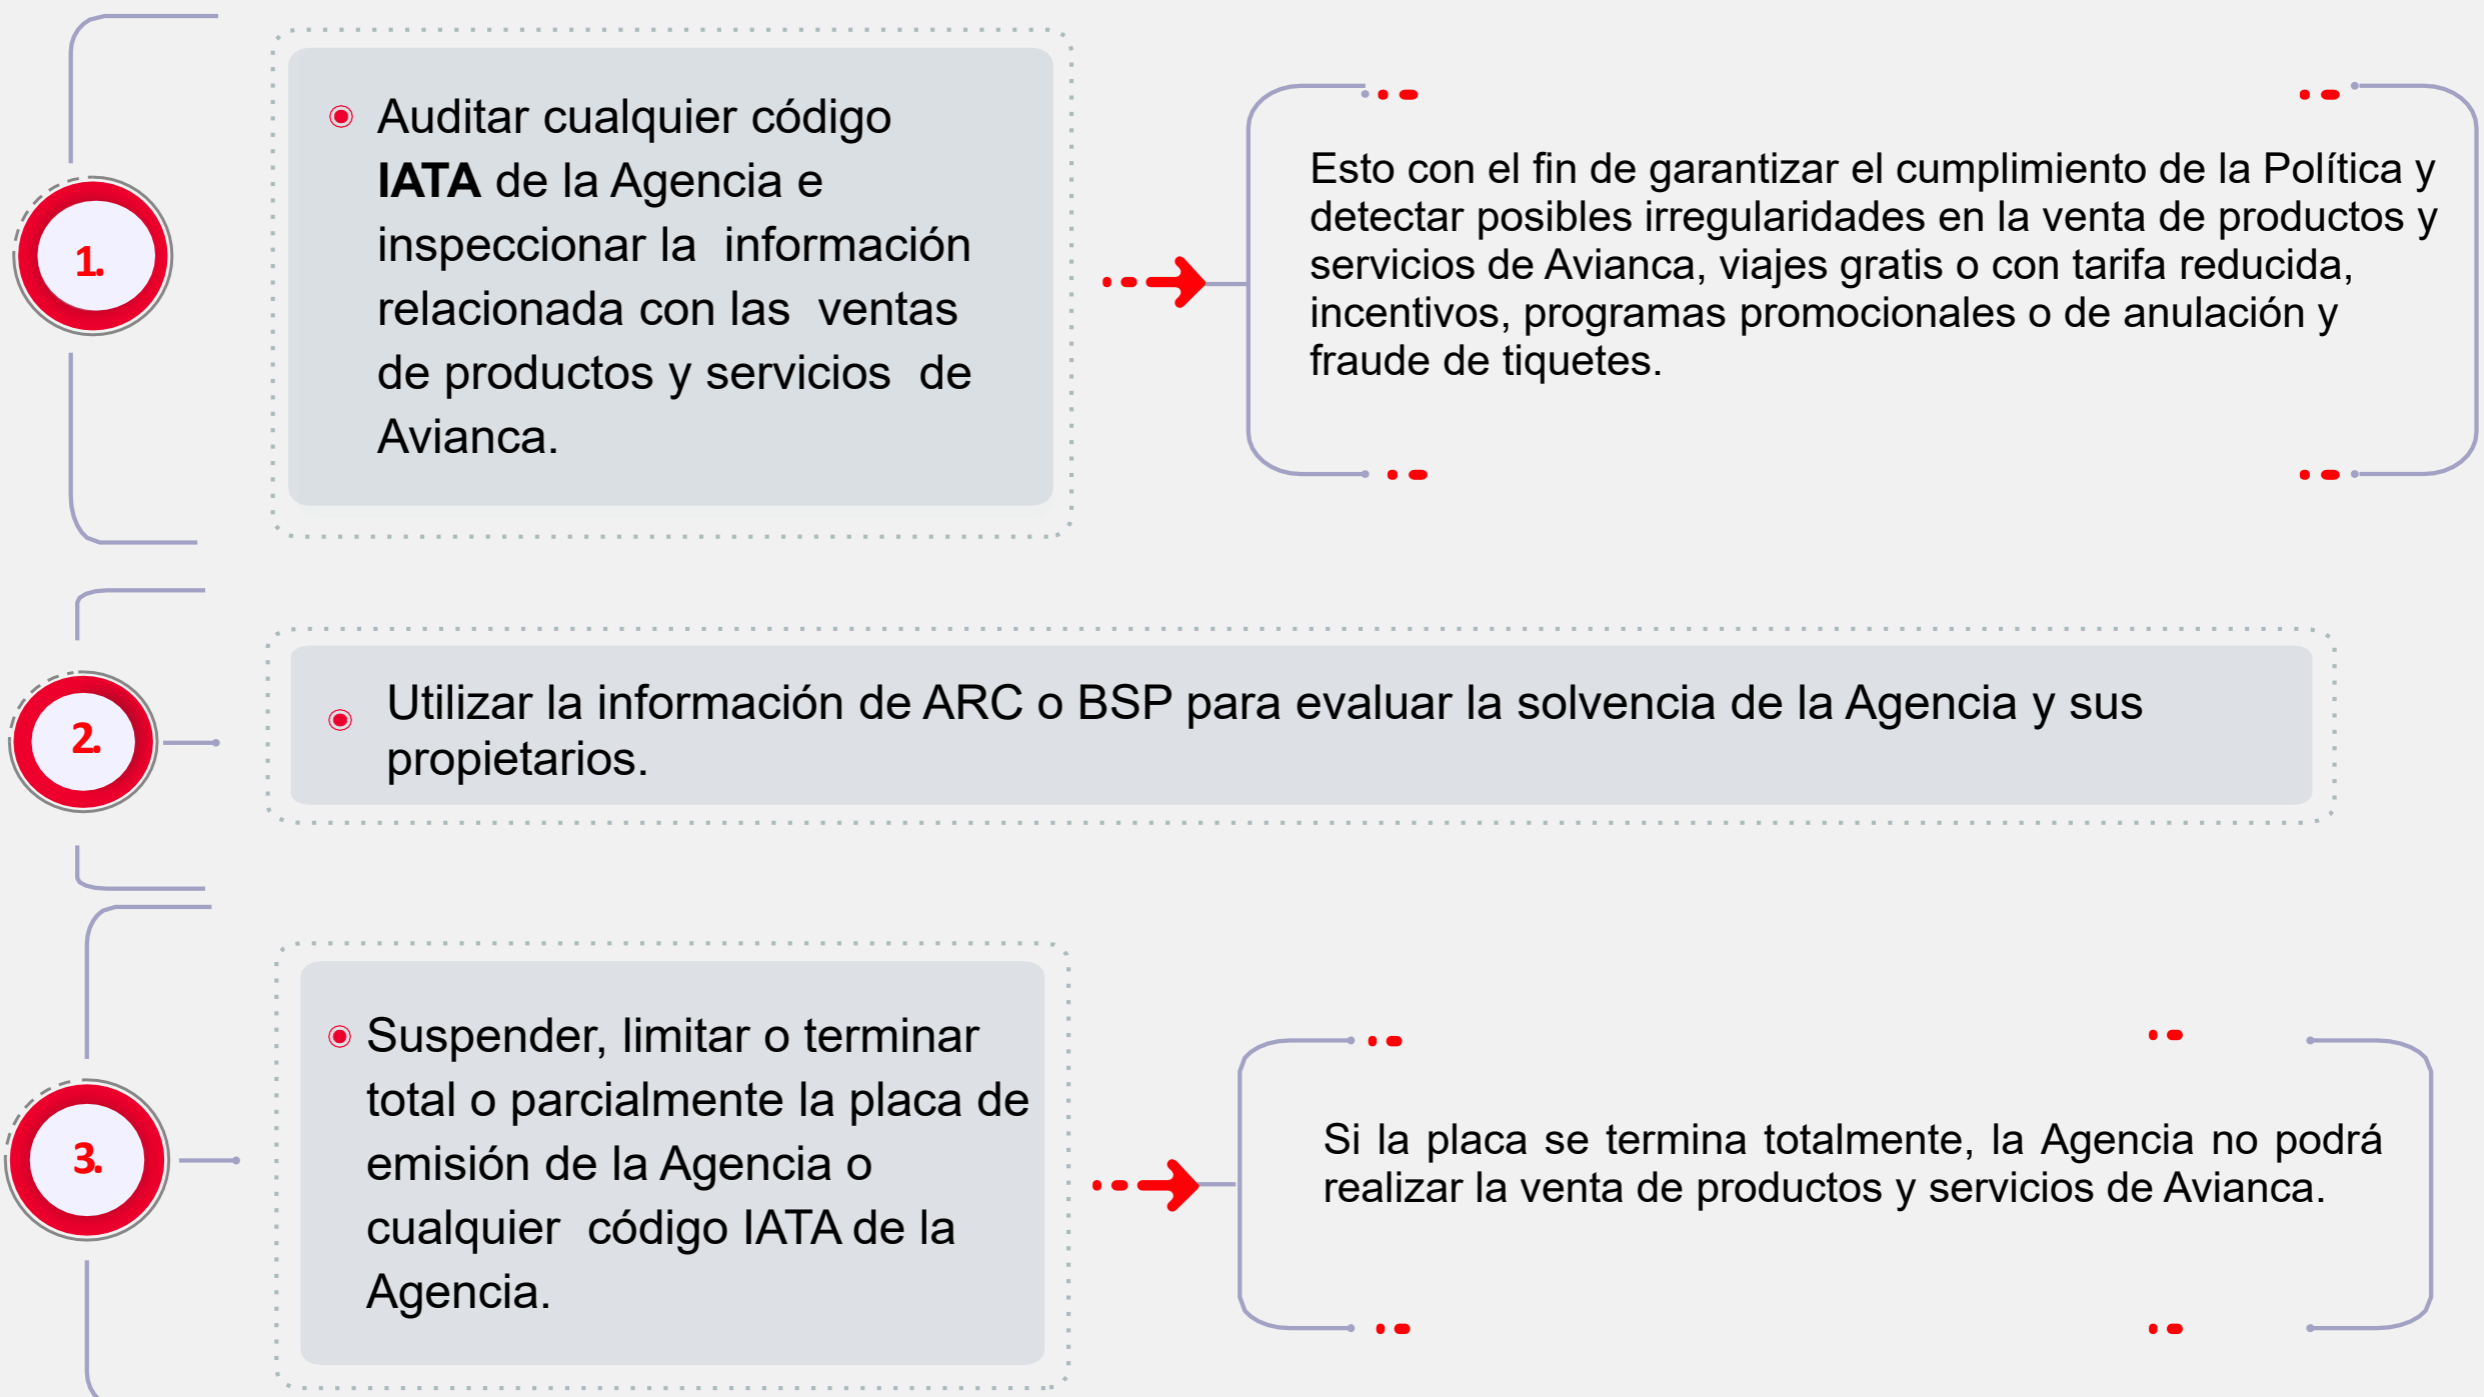 1.
Auditar cualquier código
IATA de la Agencia e
inspeccionar la información
relacionada con las ventas
de productos y servicios de
Avianca.
Esto con el fin de garantizar el cumplimiento de la Política y
detectar posibles irregularidades en la venta de productos y
servicios de Avianca, viajes gratis o con tarifa reducida,
incentivos, programas promocionales o de anulación y
fraude de tiquetes.
2.
Utilizar la información de ARC o BSP para evaluar la solvencia de la Agencia y sus
propietarios.
3.
Suspender, limitar o terminar
total o parcialmente la placa de
emisión de la Agencia o
cualquier código IATA de la
Agencia.
Si la placa se termina totalmente, la Agencia no podrá
realizar la venta de productos y servicios de Avianca.